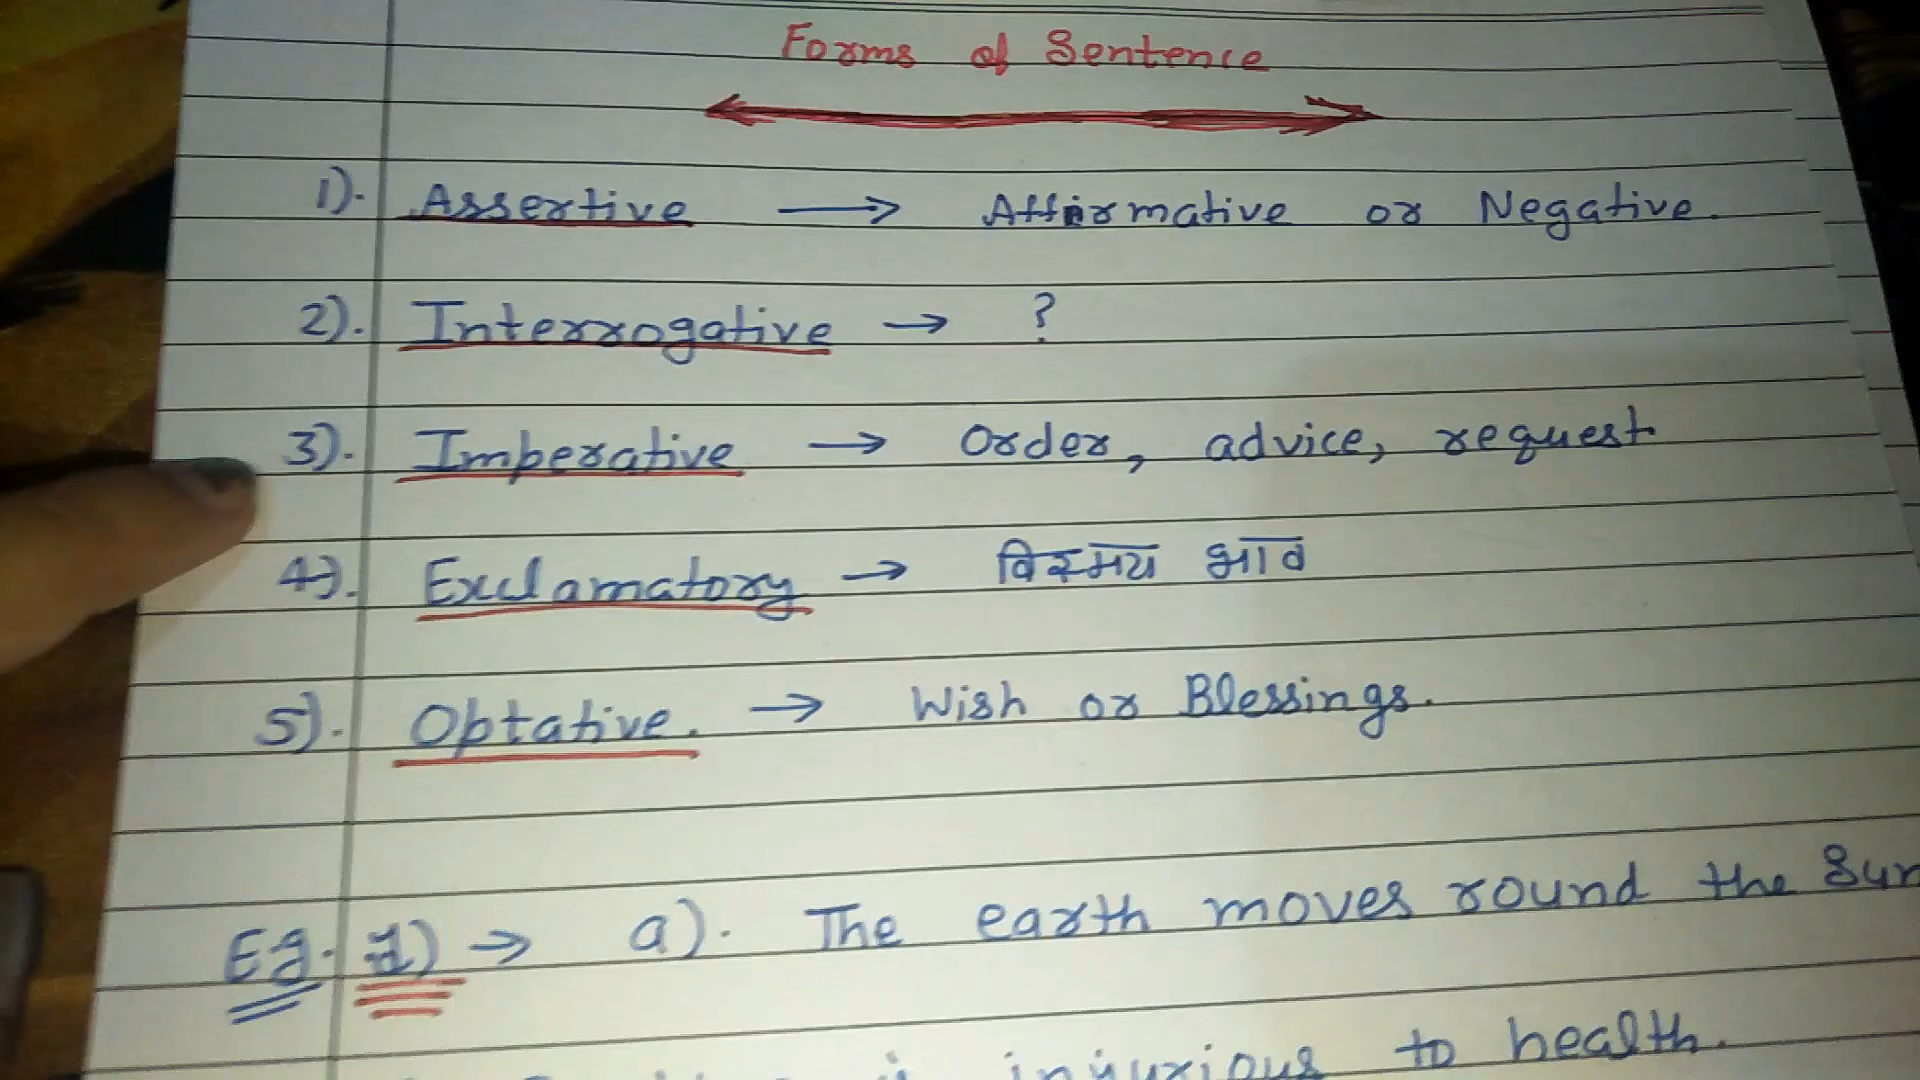 Forms of Sentence
1). Assertive → Affirmative or Negative.
2). Interrogative → ?
3). Imperative → Order, advice, request
4). Exclamatory → विस्मय भाव
5). Optative. → Wish or Blessings.
Eg. 1) → a). The earth moves round the Sun
injurious to health.